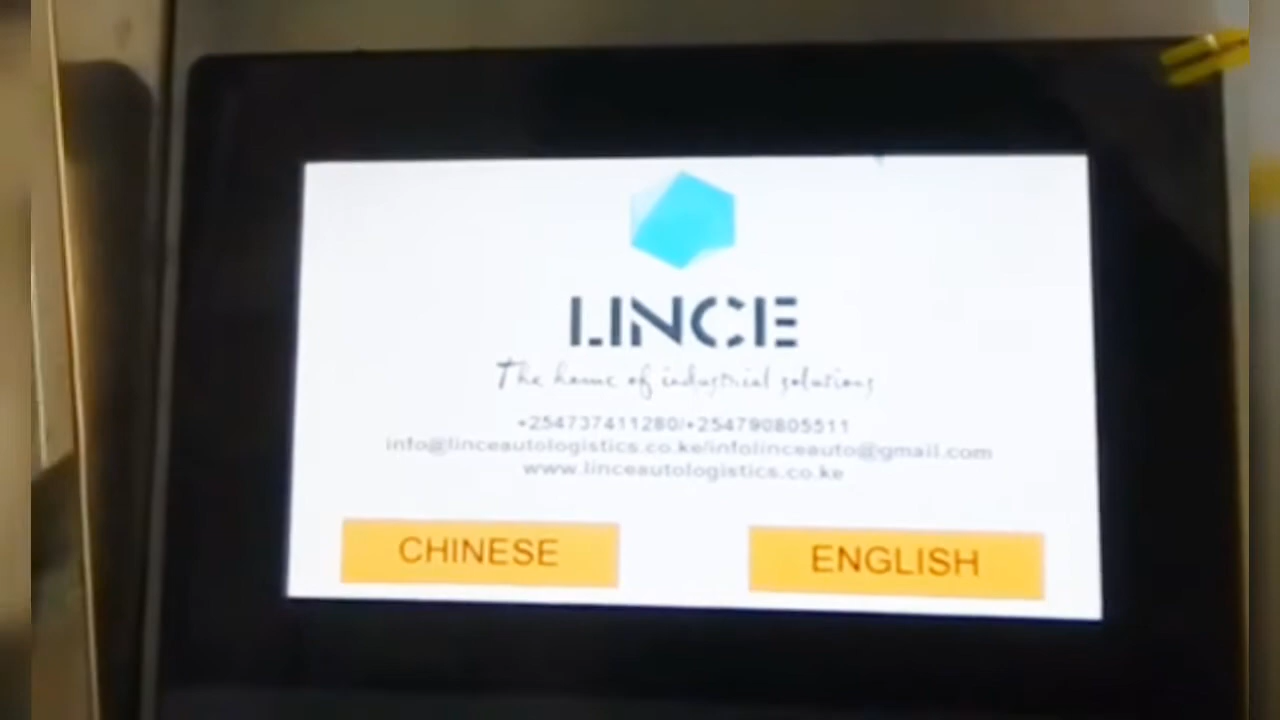 LINCE
The home of industrial solutions
+254737411280/+254790805511
info@linceautologistics.co.ke/infolinceauto@gmail.com
www.linceautologistics.co.ke
CHINESE
ENGLISH